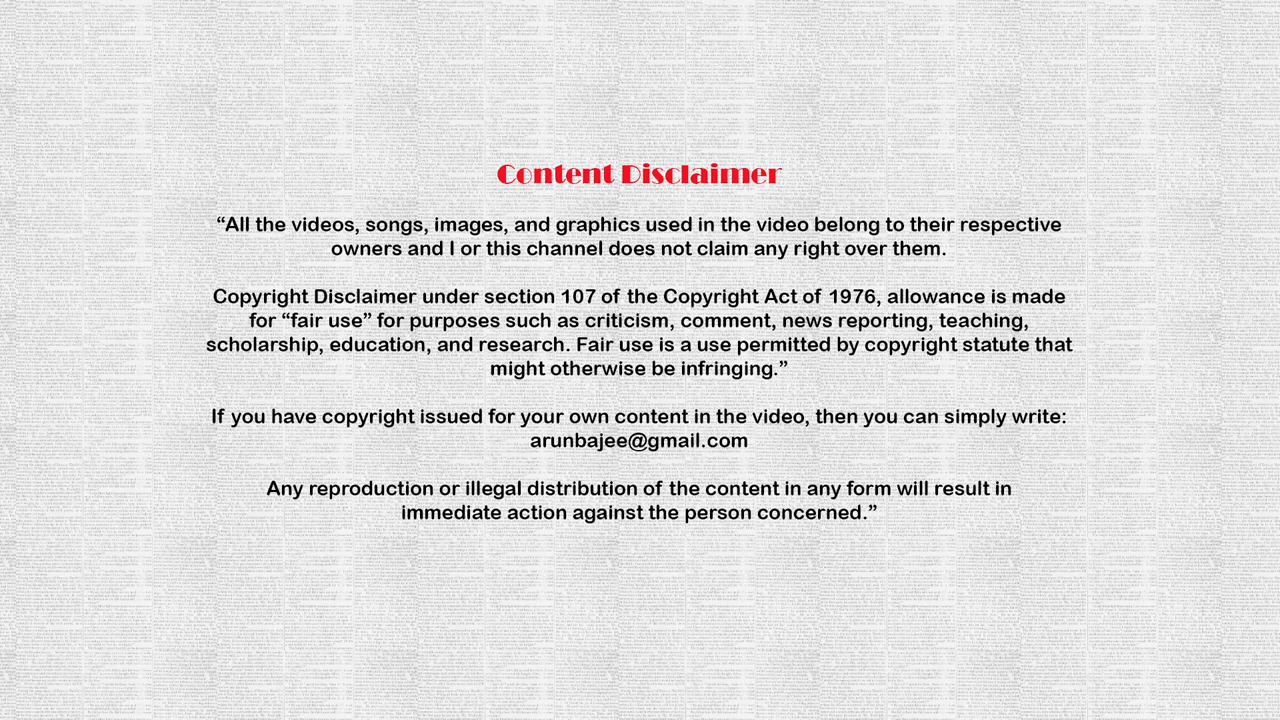 Content Disclaimer
“All the videos, songs, images, and graphics used in the video belong to their respective
owners and I or this channel does not claim any right over them.
Copyright Disclaimer under section 107 of the Copyright Act of 1976, allowance is made
for “fair use” for purposes such as criticism, comment, news reporting, teaching,
scholarship, education, and research. Fair use is a use permitted by copyright statute that
might otherwise be infringing.”
If you have copyright issued for your own content in the video, then you can simply write:
arunbajee@gmail.com
Any reproduction or illegal distribution of the content in any form will result in
immediate action against the person concerned.”